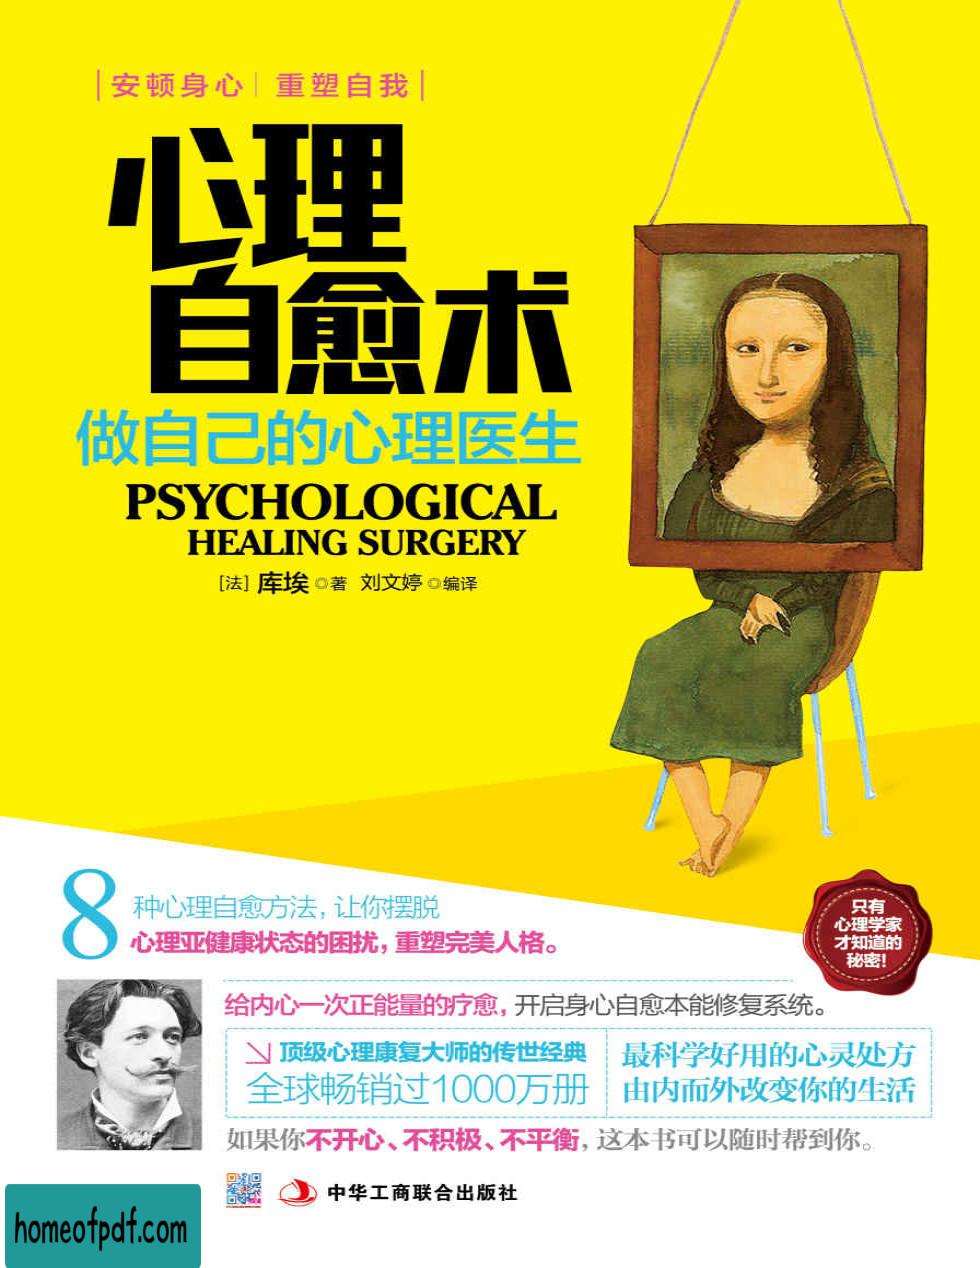 安顿身心 | 重塑自我
心理
自愈术
做自己的心理医生
PSYCHOLOGICAL
HEALING SURGERY
[法] 库埃◎著 刘文婷◎编译
8种心理自愈方法，让你摆脱
心理亚健康状态的困扰，重塑完美人格。
只有
心理学家
才知道的
秘密！
给内心一次正能量的疗愈，开启身心自愈本能修复系统。
顶级心理康复大师的传世经典
全球畅销过1000万册
最科学好用的心灵处方
由内而外改变你的生活
如果你不开心、不积极、不平衡，这本书可以随时帮到你。
中华工商联合出版社
homeofpdf.com